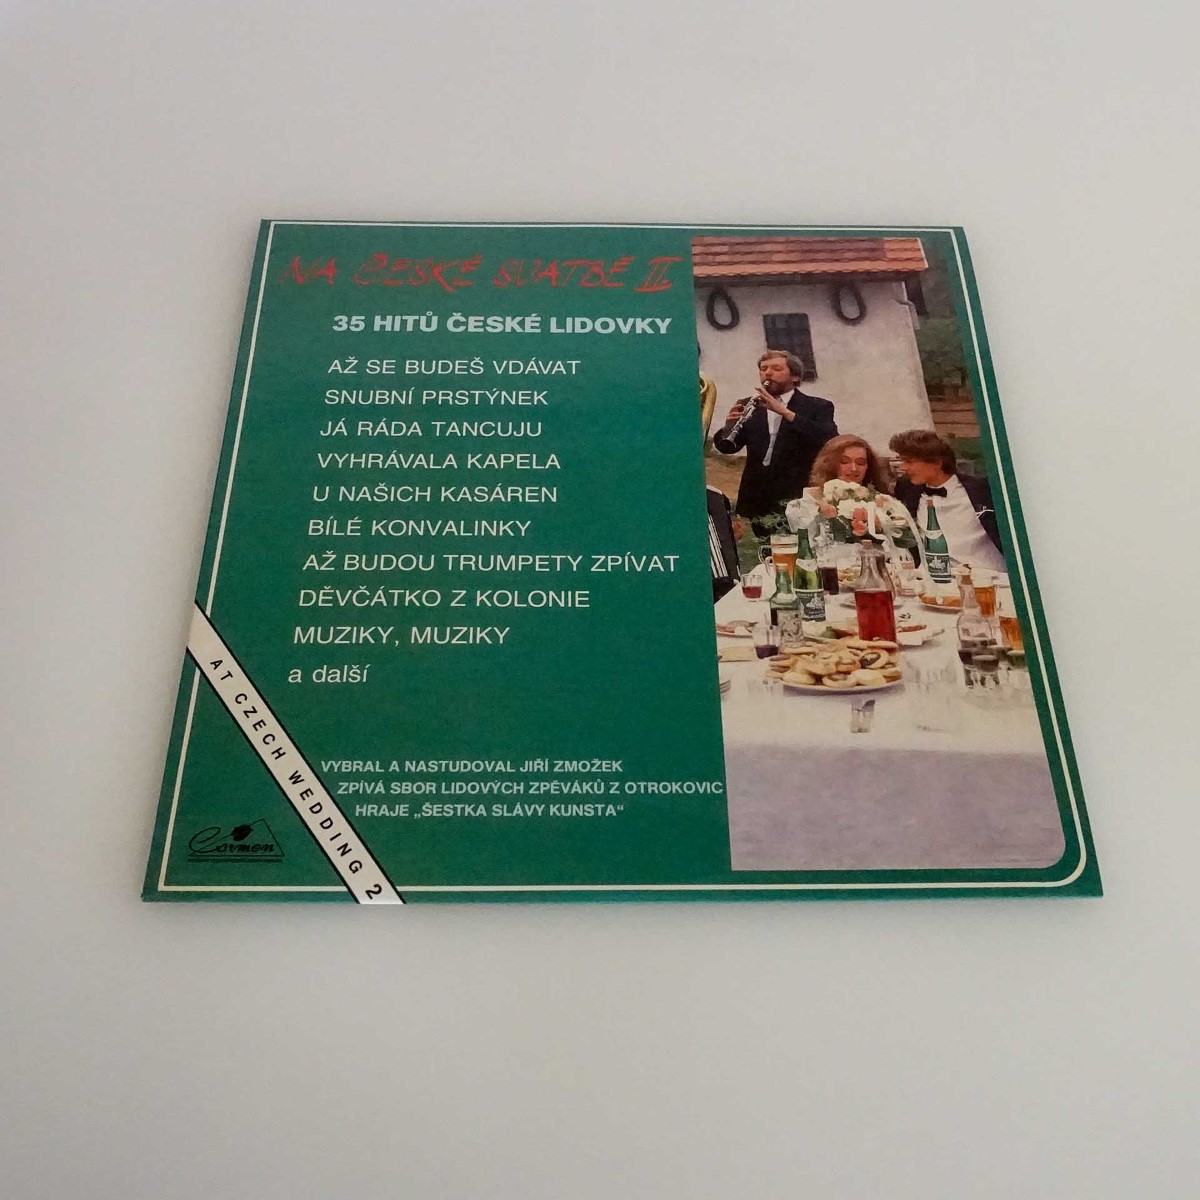 NA ČESKÉ SVATBĚ II.
35 HITŮ ČESKÉ LIDOVKY
AŽ SE BUDEŠ VDÁVAT
SNUBNÍ PRSTÝNEK
JÁ RÁDA TANCUJU
VYHRÁVALA KAPELA
U NAŠICH KASÁREN
BÍLÉ KONVALINKY
AŽ BUDOU TRUMPETY ZPÍVAT
DĚVČÁTKO Z KOLONIE
MUZIKY, MUZIKY
a další
VYBRAL A NASTUDOVAL JIŘÍ ZMOŽEK
ZPÍVÁ SBOR LIDOVÝCH ZPĚVÁKŮ Z OTROKOVIC
HRAJE „ŠESTKA SLÁVY KUNSTA“
AT CZECH WEDDING 2
Carmen